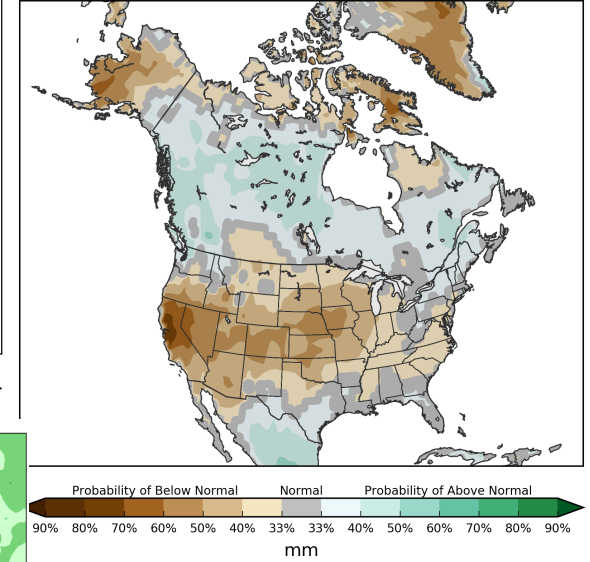 Probability of Below Normal Normal Probability of Above Normal
90% 80% 70% 60% 50% 40% 33% 33% 40% 50% 60% 70% 80% 90%
mm